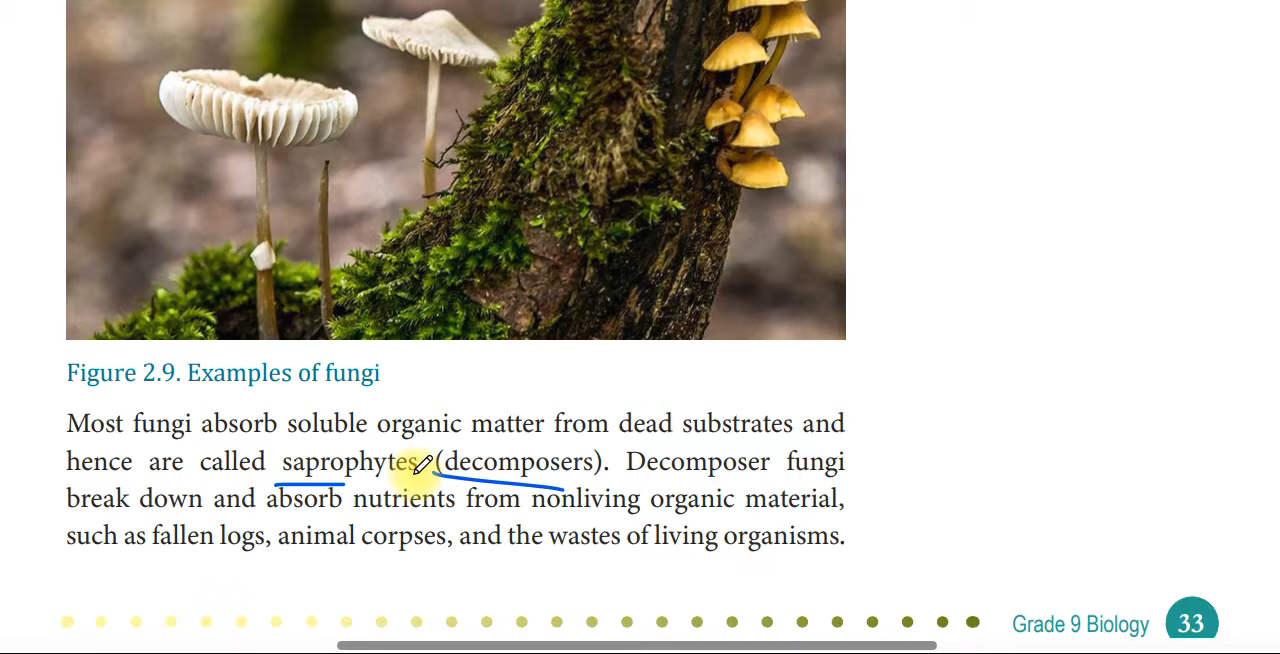 Figure 2.9. Examples of fungi
Most fungi absorb soluble organic matter from dead substrates and
hence are called saprophytes (decomposers). Decomposer fungi
break down and absorb nutrients from nonliving organic material,
such as fallen logs, animal corpses, and the wastes of living organisms.
Grade 9 Biology 33